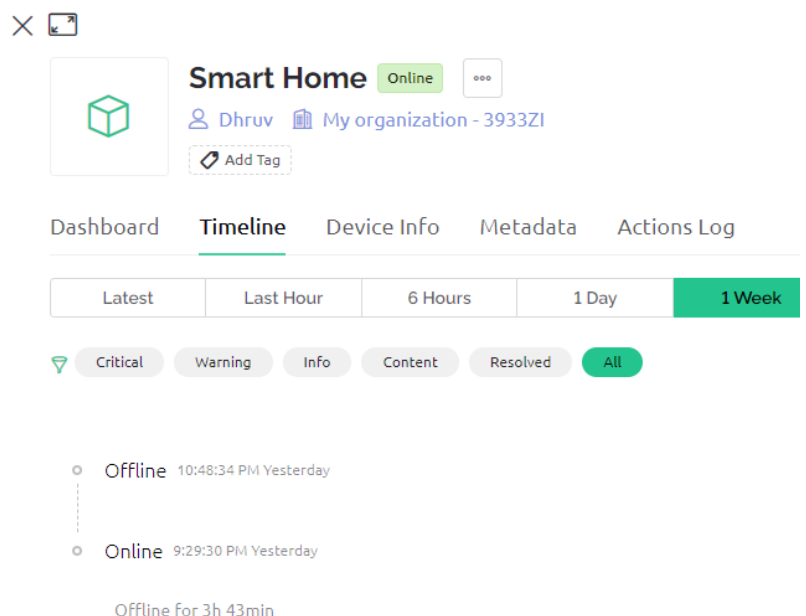 Smart Home Online
Dhruv My organization - 3933ZI
Add Tag
Dashboard Timeline Device Info Metadata Actions Log
Latest Last Hour 6 Hours 1 Day 1 Week
Critical Warning Info Content Resolved All
Offline 10:48:34 PM Yesterday
Online 9:29:30 PM Yesterday
Offline for 3h 43min